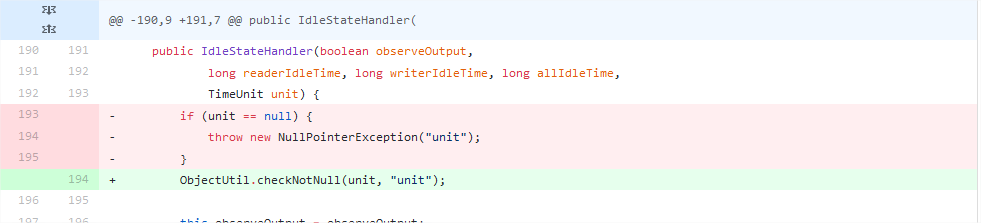 @@ -190,9 +191,7 @@ public IdleStateHandler(
190 191 public IdleStateHandler(boolean observeOutput,
191 192 long readerIdleTime, long writerIdleTime, long allIdleTime,
192 193 TimeUnit unit) {
193 - if (unit == null) {
194 - throw new NullPointerException("unit");
195 - }
194 + ObjectUtil.checkNotNull(unit, "unit");
196 195
197 196 this.observeOutput = observeOutput;